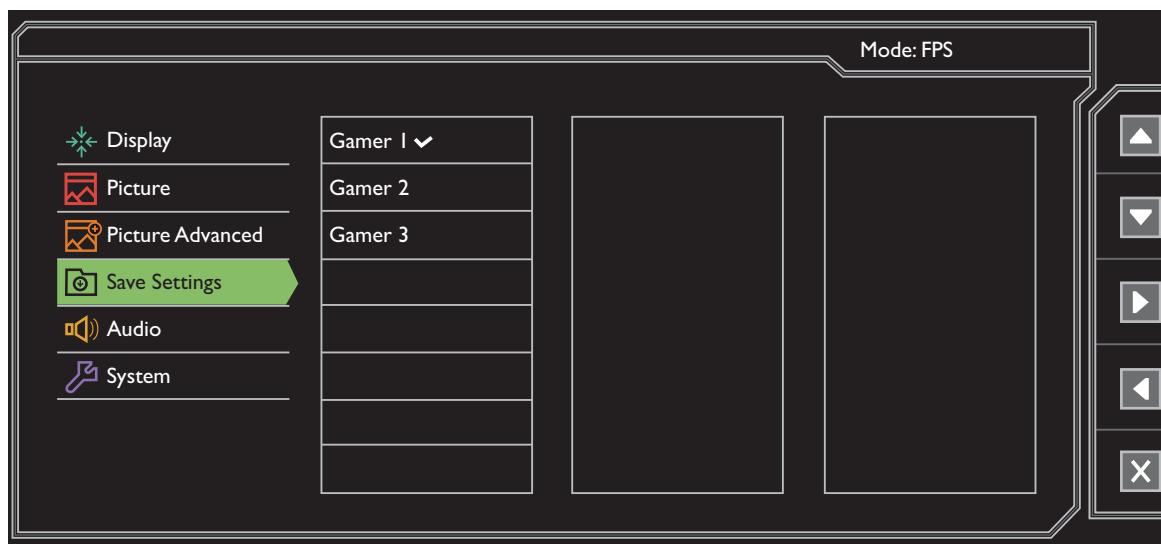 Mode: FPS
Display
Picture
Picture Advanced
Save Settings
Audio
System
Gamer 1
Gamer 2
Gamer 3